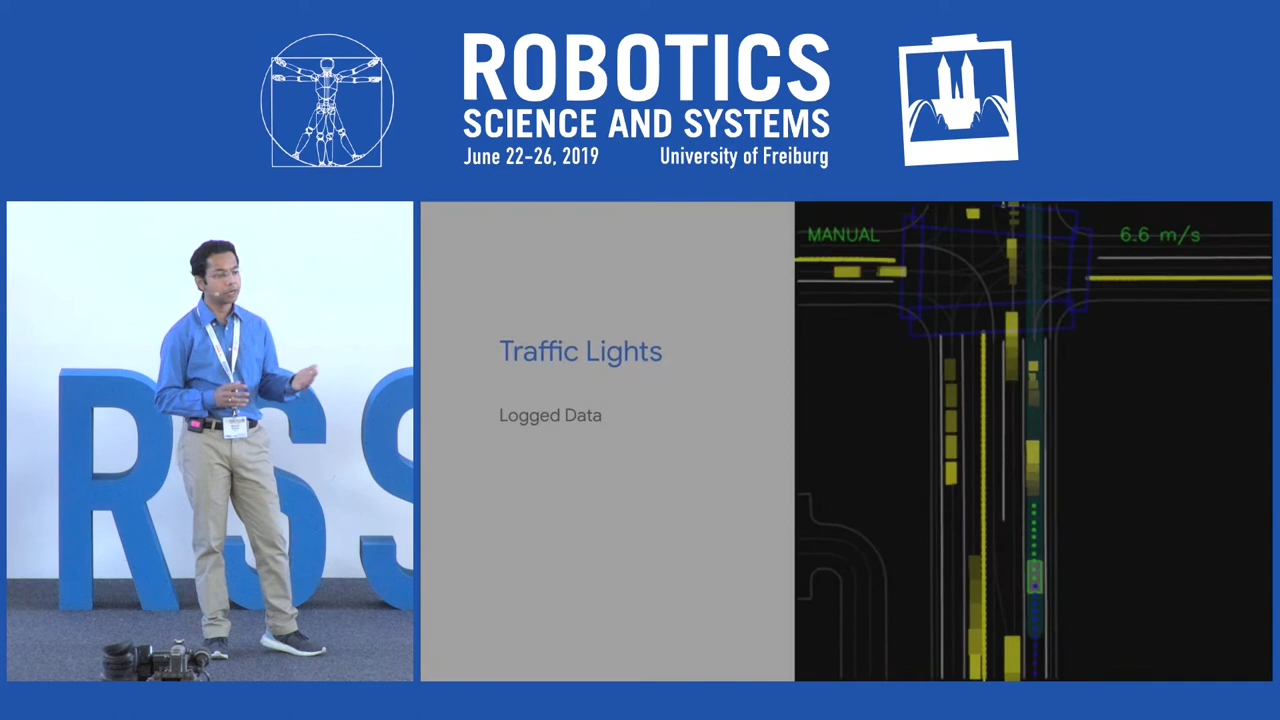 ROBOTICS
SCIENCE AND SYSTEMS
June 22-26, 2019 University of Freiburg
RSS
Traffic Lights
Logged Data
MANUAL
6.6 m/s